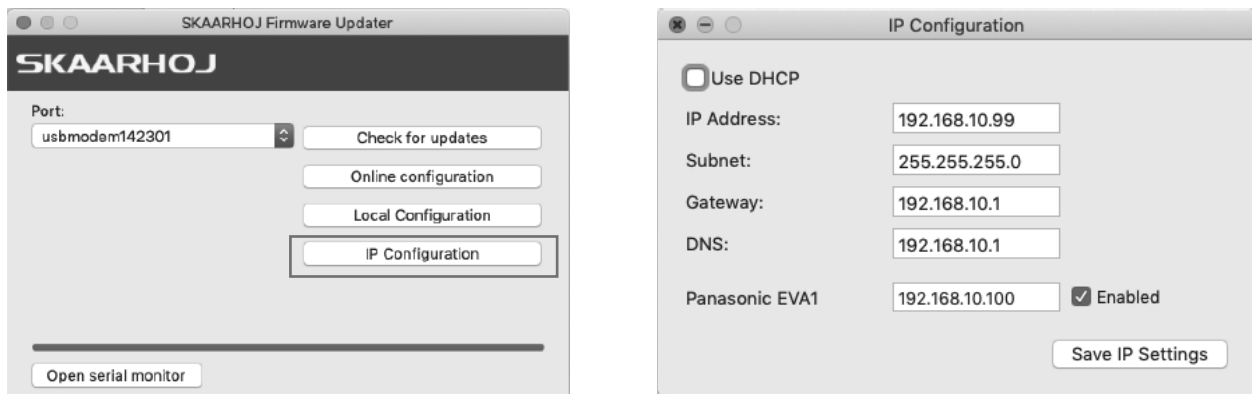 SKAARHOJ Firmware Updater
SKAARHOJ
Port:
usbmodem142301
Check for updates
Online configuration
Local Configuration
IP Configuration
Open serial monitor
IP Configuration
Use DHCP
IP Address: 192.168.10.99
Subnet: 255.255.255.0
Gateway: 192.168.10.1
DNS: 192.168.10.1
Panasonic EVA1 192.168.10.100 Enabled
Save IP Settings